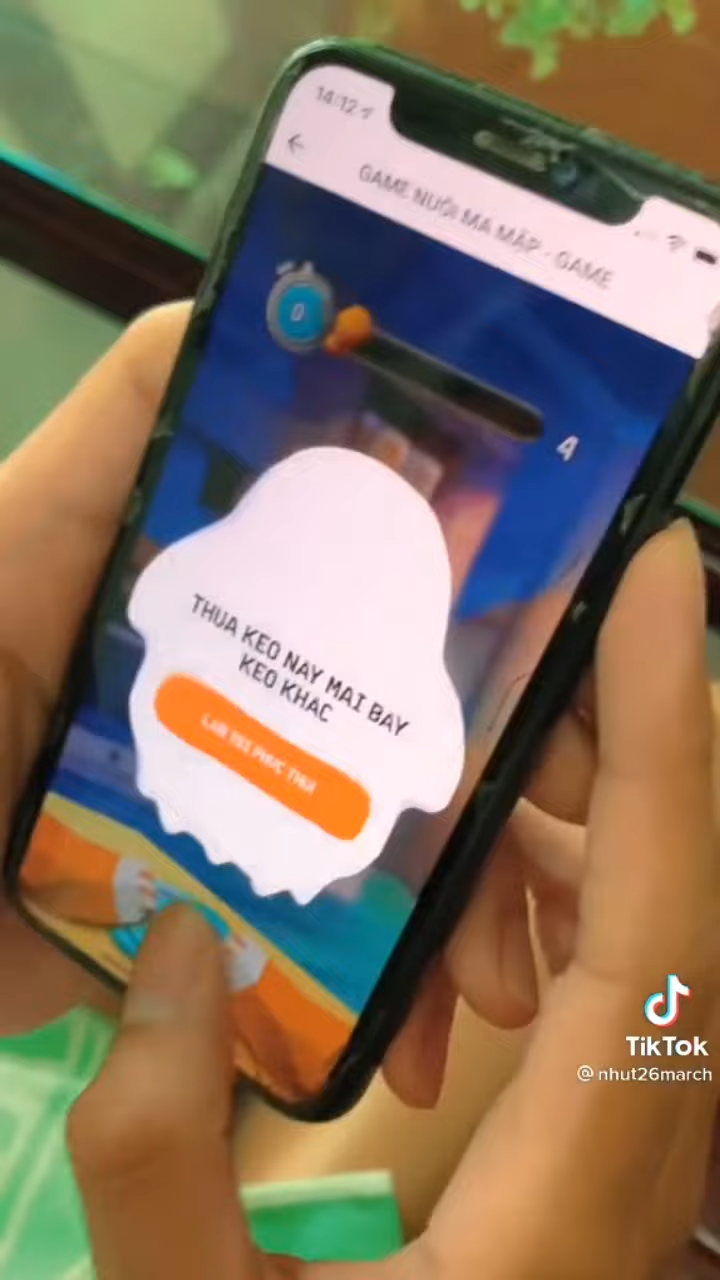 14:12
GAME NUÔI MA MẬP - GAME
0
4
THUA KEO NAY MAI BAY
KEO KHAC
TikTok
@nhut26march